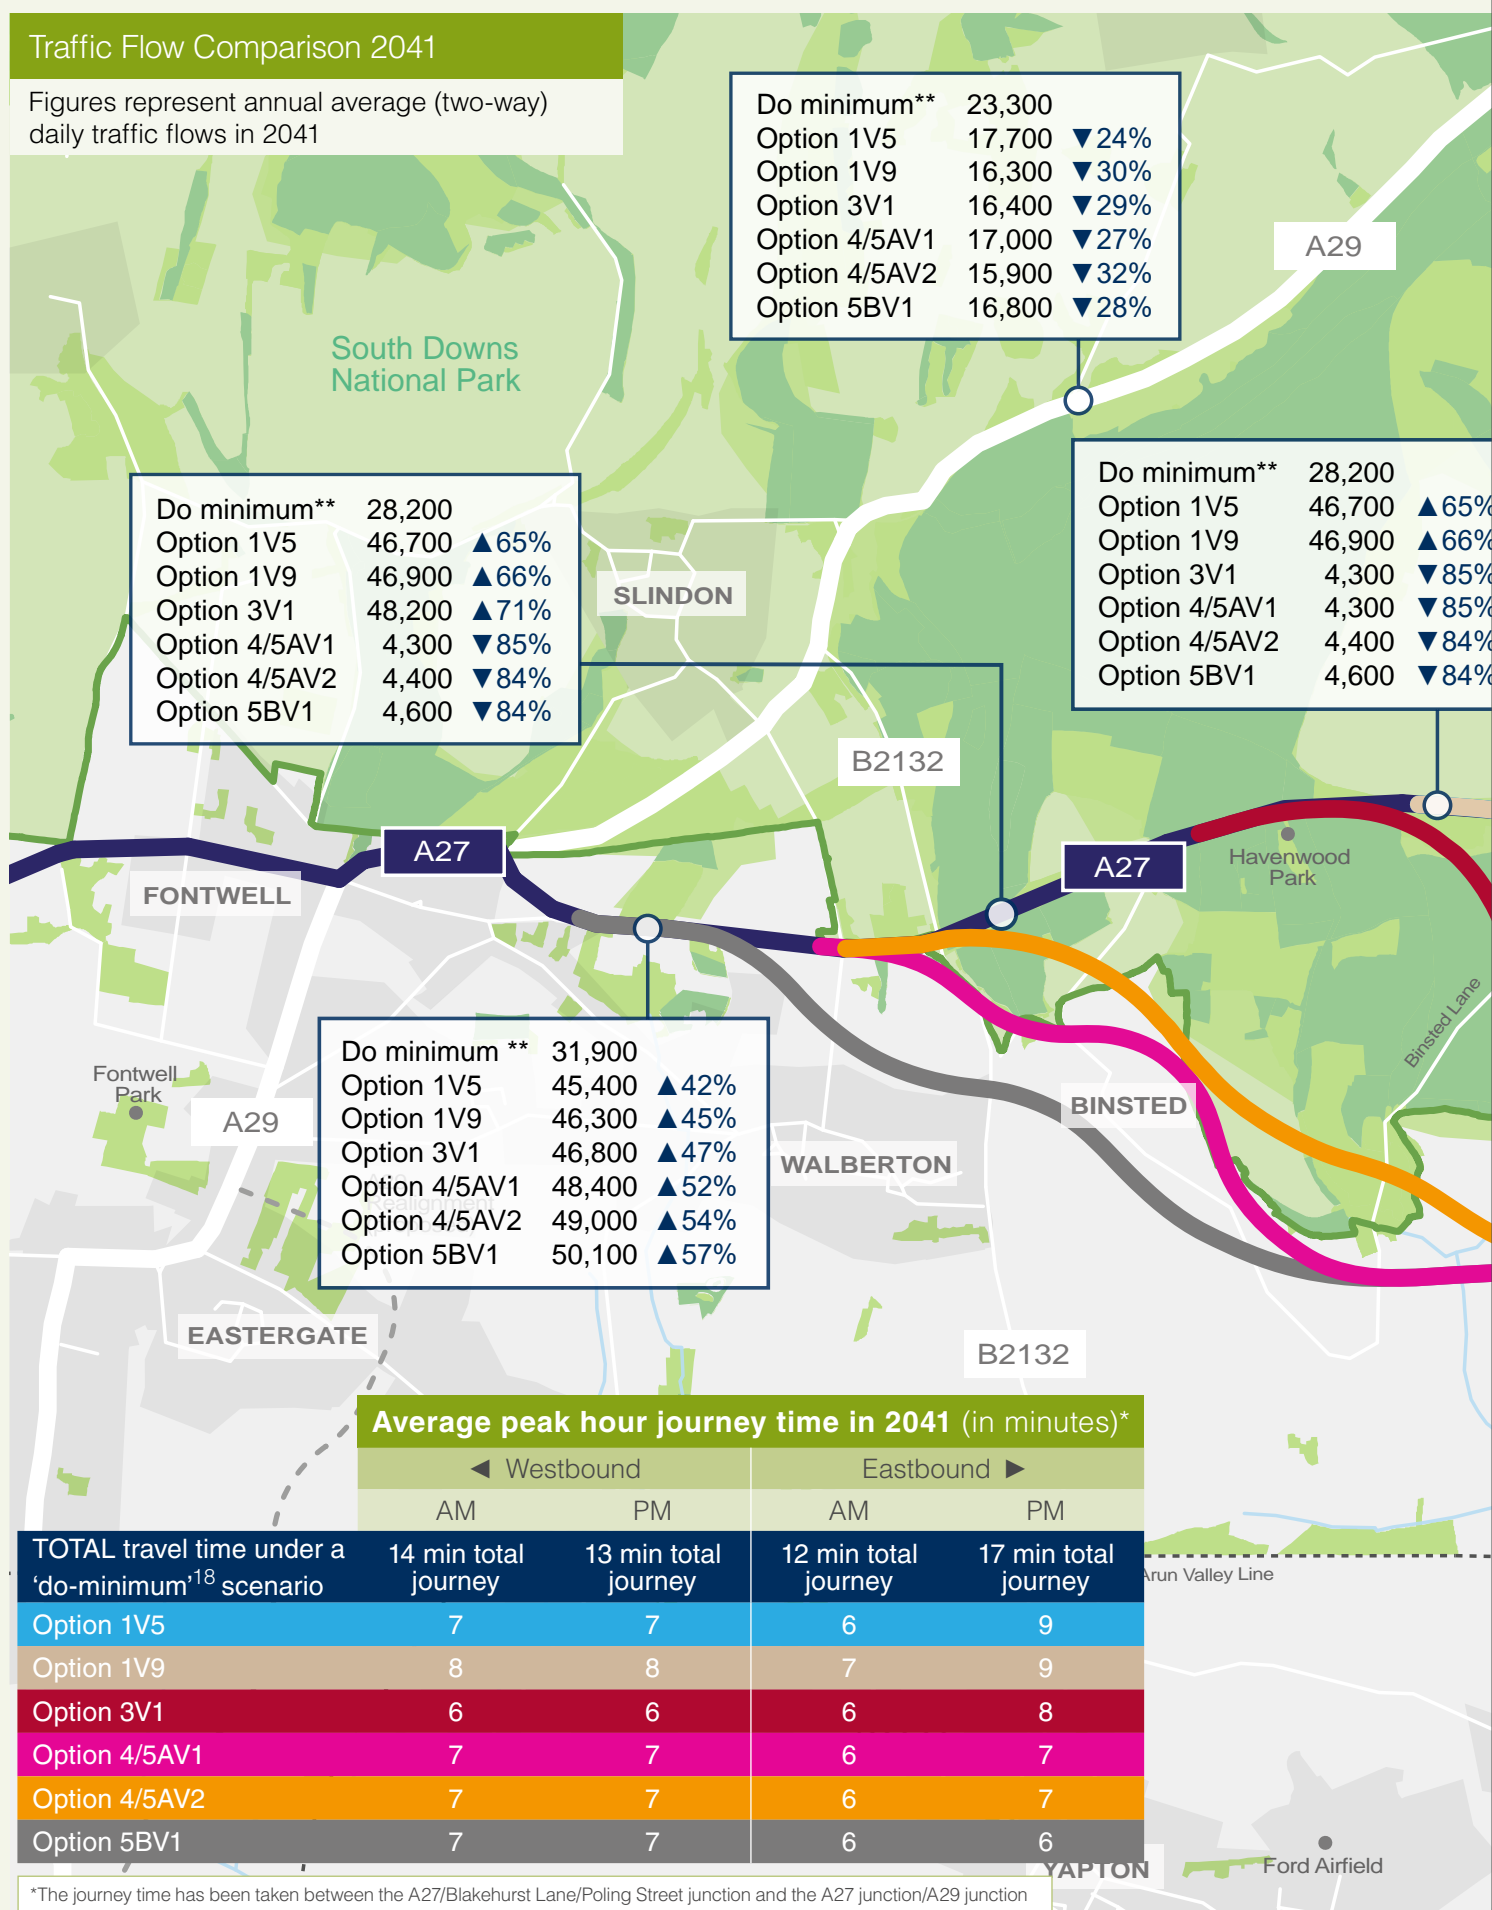 Traffic Flow Comparison 2041
Figures represent annual average (two-way)
daily traffic flows in 2041
Do minimum** 23,300
Option 1V5 17,700 ▼24%
Option 1V9 16,300 ▼30%
Option 3V1 16,400 ▼29%
Option 4/5AV1 17,000 ▼27%
Option 4/5AV2 15,900 ▼32%
Option 5BV1 16,800 ▼28%
A29
South Downs
National Park
Do minimum** 28,200
Option 1V5 46,700 ▲65%
Option 1V9 46,900 ▲66%
Option 3V1 4,300 ▼85%
Option 4/5AV1 4,300 ▼85%
Option 4/5AV2 4,400 ▼84%
Option 5BV1 4,600 ▼84%
Do minimum** 28,200
Option 1V5 46,700 ▲65%
Option 1V9 46,900 ▲66%
Option 3V1 48,200 ▲71%
Option 4/5AV1 4,300 ▼85%
Option 4/5AV2 4,400 ▼84%
Option 5BV1 4,600 ▼84%
SLINDON
B2132
A27
A27
Havenwood
Park
FONTWELL
Binsted Lane
Do minimum ** 31,900
Option 1V5 45,400 ▲42%
Option 1V9 46,300 ▲45%
Option 3V1 46,800 ▲47%
Option 4/5AV1 48,400 ▲52%
Option 4/5AV2 49,000 ▲54%
Option 5BV1 50,100 ▲57%
Realignment
Fontwell
Park
A29
BINSTED
WALBERTON
EASTERGATE
B2132
Average peak hour journey time in 2041 (in minutes)*
◀ Westbound Eastbound ▶
AM PM AM PM
TOTAL travel time under a
‘do-minimum’18 scenario
14 min total
journey
13 min total
journey
12 min total
journey
17 min total
journey
Option 1V5 7 7 6 9
Option 1V9 8 8 7 9
Option 3V1 6 6 6 8
Option 4/5AV1 7 7 6 7
Option 4/5AV2 7 7 6 7
Option 5BV1 7 7 6 6
Arun Valley Line
YAPTON
Ford Airfield
*The journey time has been taken between the A27/Blakehurst Lane/Poling Street junction and the A27 junction/A29 junction